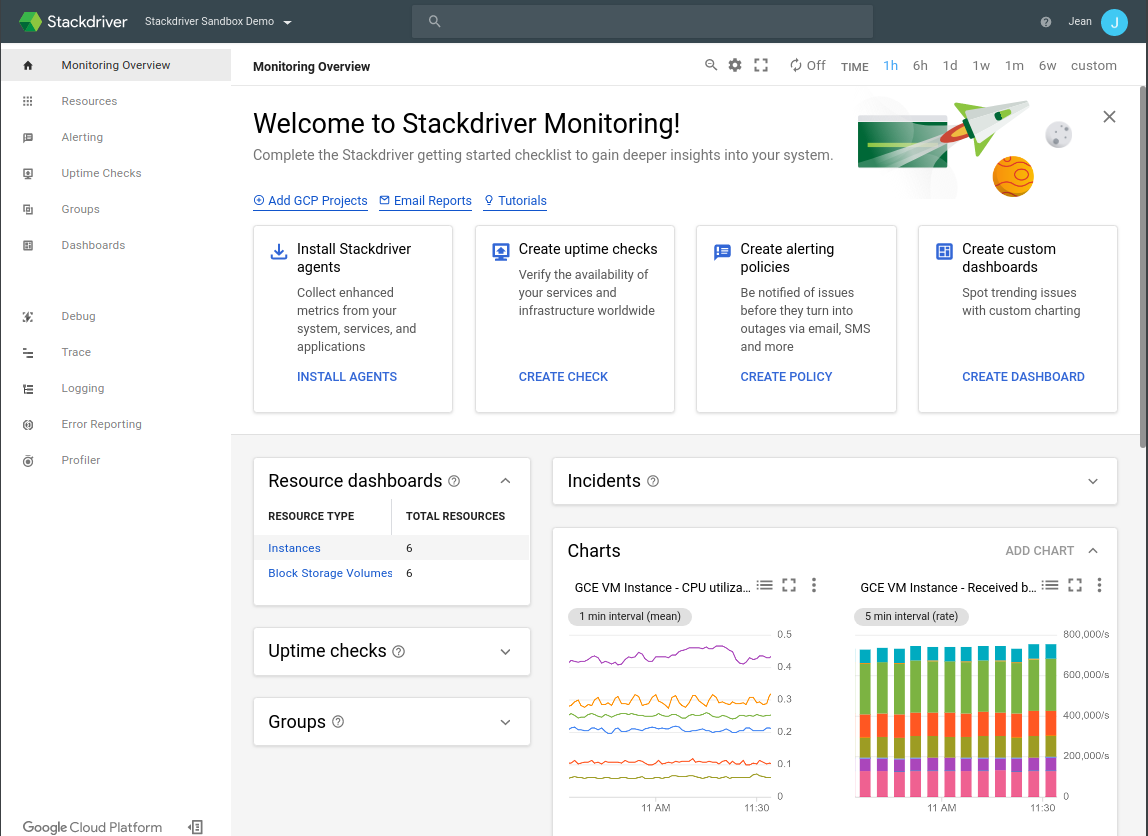 Stackdriver
Stackdriver Sandbox Demo
Jean
J
Monitoring Overview
Resources
Alerting
Uptime Checks
Groups
Dashboards
Debug
Trace
Logging
Error Reporting
Profiler
Google Cloud Platform
Monitoring Overview
Off
TIME
1h
6h
1d
1w
1m
6w
custom
Welcome to Stackdriver Monitoring!
Complete the Stackdriver getting started checklist to gain deeper insights into your system.
Add GCP Projects
Email Reports
Tutorials
Install Stackdriver
agents
Collect enhanced
metrics from your
system, services, and
applications
INSTALL AGENTS
Create uptime checks
Verify the availability of
your services and
infrastructure worldwide
CREATE CHECK
Create alerting
policies
Be notified of issues
before they turn into
outages via email, SMS
and more
CREATE POLICY
Create custom
dashboards
Spot trending issues
with custom charting
CREATE DASHBOARD
Resource dashboards
RESOURCE TYPE
TOTAL RESOURCES
Instances
6
Block Storage Volumes
6
Uptime checks
Groups
Incidents
Charts
ADD CHART
GCE VM Instance - CPU utiliza...
1 min interval (mean)
0.5
0.4
0.3
0.2
0.1
0
11 AM
11:30
GCE VM Instance - Received b...
5 min interval (rate)
800,000/s
600,000/s
400,000/s
200,000/s
0
11 AM
11:30